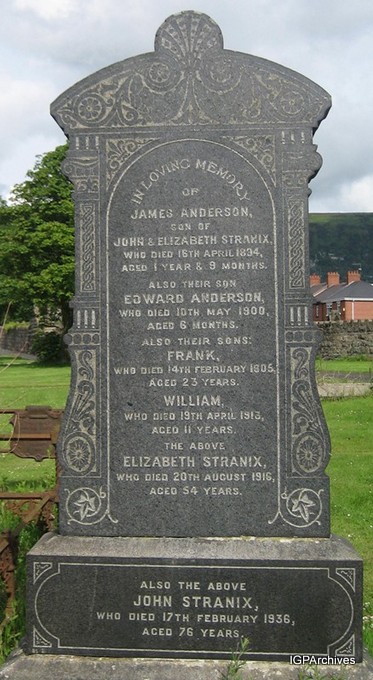 IN LOVING MEMORY
OF
JAMES ANDERSON,
SON OF
JOHN & ELIZABETH STRANIX,
WHO DIED 16TH APRIL 1894,
AGED 1 YEAR & 9 MONTHS.
ALSO THEIR SON
EDWARD ANDERSON,
WHO DIED 10TH MAY 1900,
AGED 6 MONTHS.
ALSO THEIR SONS:
FRANK,
WHO DIED 14TH FEBRUARY 1905,
AGED 23 YEARS.
WILLIAM,
WHO DIED 19TH APRIL 1913,
AGED 11 YEARS.
THE ABOVE
ELIZABETH STRANIX,
WHO DIED 20TH AUGUST 1916,
AGED 54 YEARS.
ALSO THE ABOVE
JOHN STRANIX,
WHO DIED 17TH FEBRUARY 1936,
AGED 76 YEARS.
IGPArchives